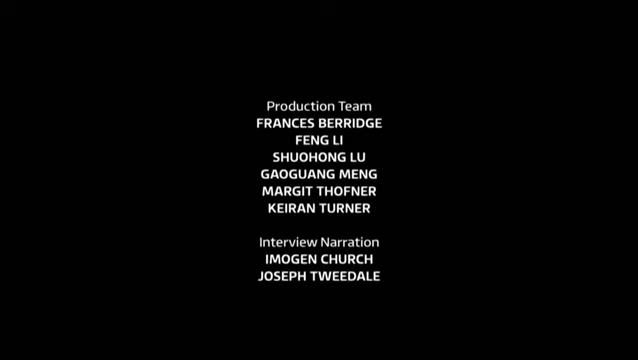 Production Team
FRANCES BERRIDGE
FENG LI
SHUOHONG LU
GAOGUANG MENG
MARGIT THOFNER
KEIRAN TURNER
Interview Narration
IMOGEN CHURCH
JOSEPH TWEEDALE